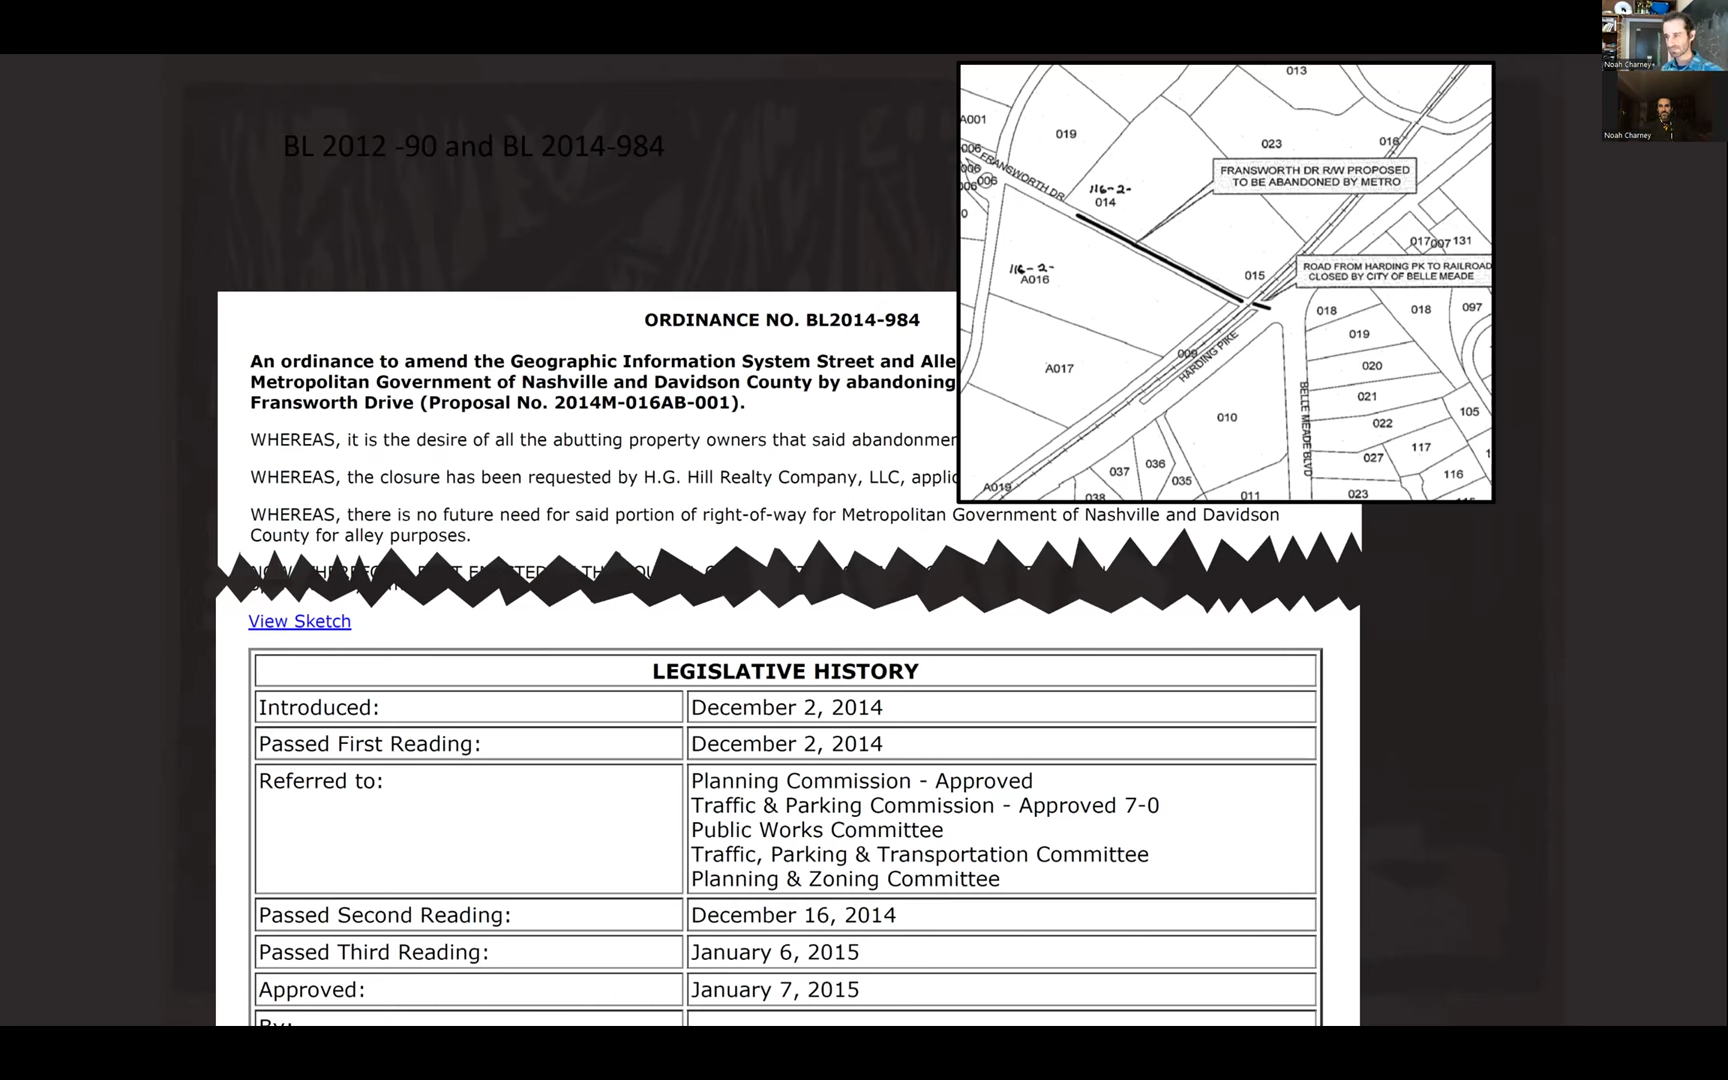 BL 2012 -90 and BL 2014-984
ORDINANCE NO. BL2014-984
An ordinance to amend the Geographic Information System Street and Alle
Metropolitan Government of Nashville and Davidson County by abandoning
Fransworth Drive (Proposal No. 2014M-016AB-001).
WHEREAS, it is the desire of all the abutting property owners that said abandonmen
WHEREAS, the closure has been requested by H.G. Hill Realty Company, LLC, applic
WHEREAS, there is no future need for said portion of right-of-way for Metropolitan Government of Nashville and Davidson
County for alley purposes.
View Sketch
LEGISLATIVE HISTORY
Introduced: December 2, 2014
Passed First Reading: December 2, 2014
Referred to: Planning Commission - Approved
Traffic & Parking Commission - Approved 7-0
Public Works Committee
Traffic, Parking & Transportation Committee
Planning & Zoning Committee
Passed Second Reading: December 16, 2014
Passed Third Reading: January 6, 2015
Approved: January 7, 2015
By:
013
A001
019
023
016
006
FRANSWORTH DR
006
006
006
116-2-
014
FRANSWORTH DR R/W PROPOSED
TO BE ABANDONED BY METRO
0
017
007
131
116-2-
A016
015
ROAD FROM HARDING PK TO RAILROAD
CLOSED BY CITY OF BELLE MEADE
018
018
097
019
009
HARDING PIKE
A017
020
BELLE MEADE BLVD
021
105
010
022
117
027
037
036
116
035
A019
038
011
023
Noah Charney
Noah Charney